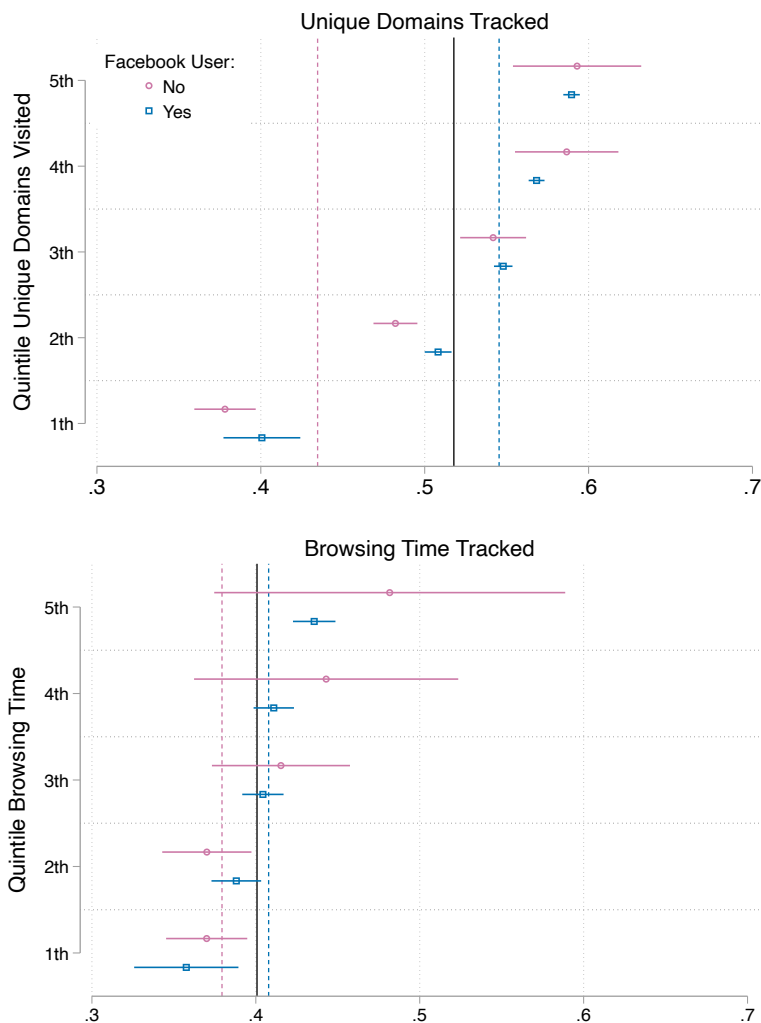 Unique Domains Tracked
Facebook User:
No
Yes
Quintile Unique Domains Visited
5th
4th
3th
2th
1th
.3 .4 .5 .6 .7
Browsing Time Tracked
Quintile Browsing Time
5th
4th
3th
2th
1th
.3 .4 .5 .6 .7